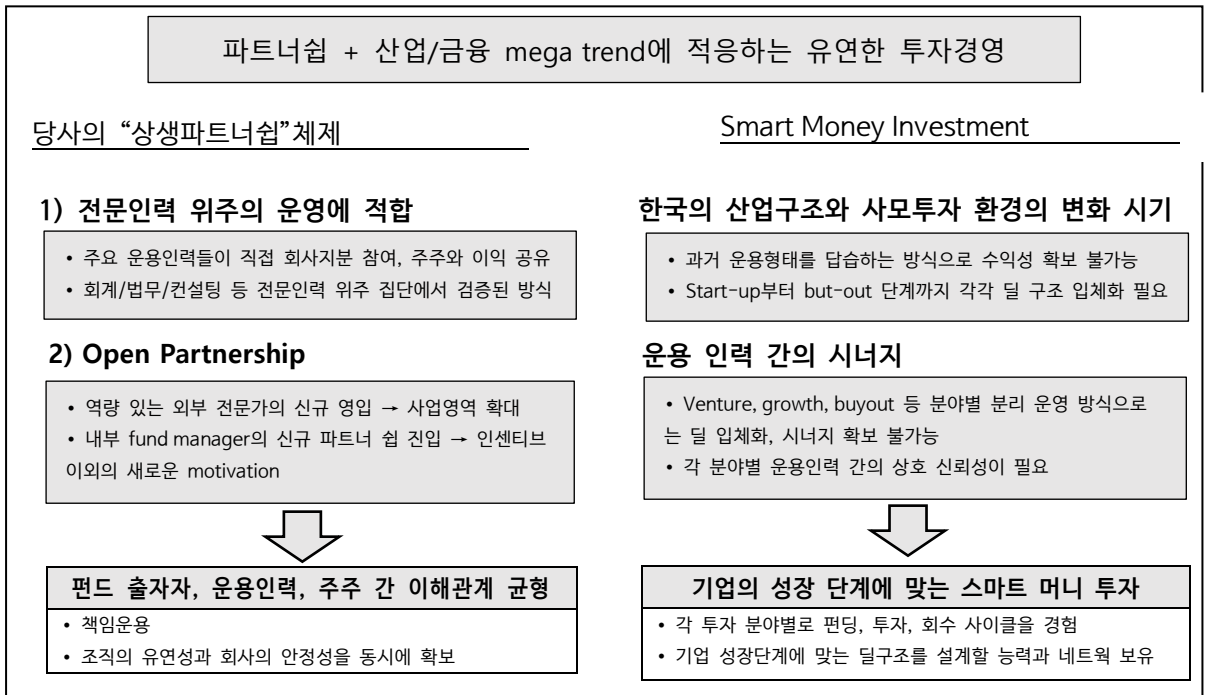 파트너쉽 + 산업/금융 mega trend에 적응하는 유연한 투자경영
당사의 “상생파트너쉽”체제
1) 전문인력 위주의 운영에 적합
• 주요 운용인력들이 직접 회사지분 참여, 주주와 이익 공유
• 회계/법무/컨설팅 등 전문인력 위주 집단에서 검증된 방식
2) Open Partnership
• 역량 있는 외부 전문가의 신규 영입 → 사업영역 확대
• 내부 fund manager의 신규 파트너 쉽 진입 → 인센티브
이외의 새로운 motivation
펀드 출자자, 운용인력, 주주 간 이해관계 균형
• 책임운용
• 조직의 유연성과 회사의 안정성을 동시에 확보
Smart Money Investment
한국의 산업구조와 사모투자 환경의 변화 시기
• 과거 운용형태를 답습하는 방식으로 수익성 확보 불가능
• Start-up부터 but-out 단계까지 각각 딜 구조 입체화 필요
운용 인력 간의 시너지
• Venture, growth, buyout 등 분야별 분리 운영 방식으로
는 딜 입체화, 시너지 확보 불가능
• 각 분야별 운용인력 간의 상호 신뢰성이 필요
기업의 성장 단계에 맞는 스마트 머니 투자
• 각 투자 분야별로 펀딩, 투자, 회수 사이클을 경험
• 기업 성장단계에 맞는 딜구조를 설계할 능력과 네트웍 보유